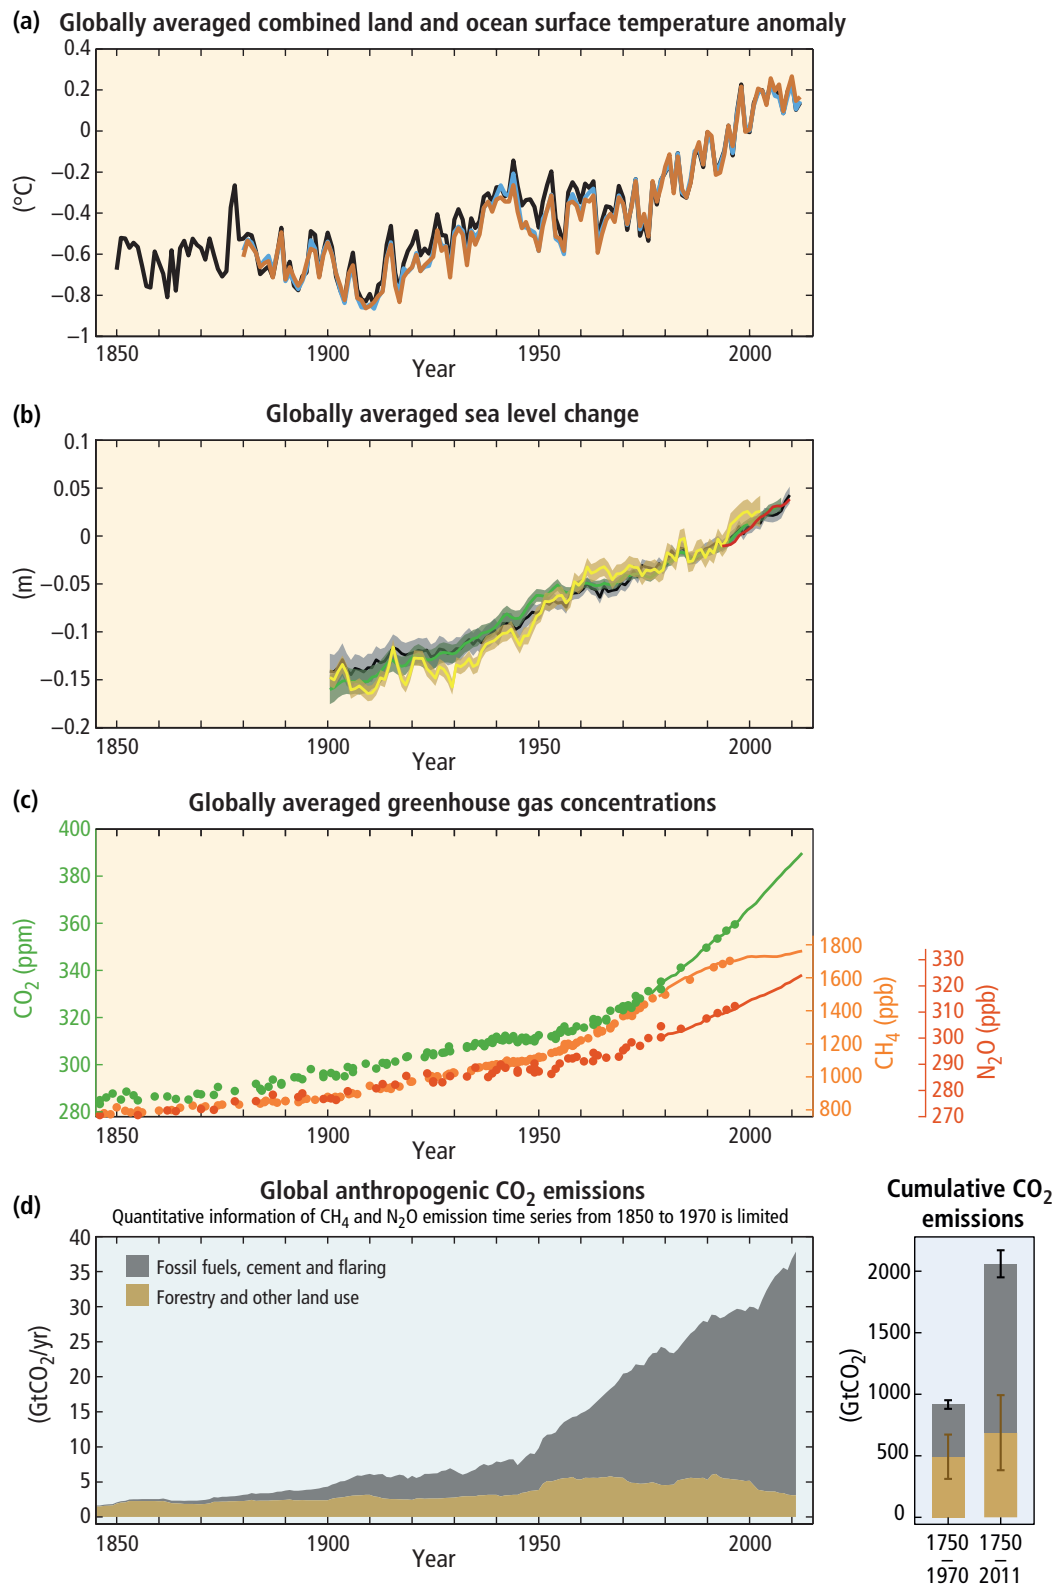 (a) Globally averaged combined land and ocean surface temperature anomaly
0.4
0.2
0
−0.2
−0.4
−0.6
−0.8
−1
(°C)
1850 1900 1950 2000
Year
(b) Globally averaged sea level change
0.1
0.05
0
−0.05
−0.1
−0.15
−0.2
(m)
1850 1900 1950 2000
Year
(c) Globally averaged greenhouse gas concentrations
400
380
360
340
320
300
280
CO₂ (ppm)
1800
1600
1400
1200
1000
800
CH₄ (ppb)
330
320
310
300
290
280
270
N₂O (ppb)
1850 1900 1950 2000
Year
(d) Global anthropogenic CO₂ emissions
Quantitative information of CH₄ and N₂O emission time series from 1850 to 1970 is limited
40
35
30
25
20
15
10
5
0
(GtCO₂/yr)
Fossil fuels, cement and flaring
Forestry and other land use
1850 1900 1950 2000
Year
Cumulative CO₂
emissions
2000
1500
1000
500
0
(GtCO₂)
1750 1750
– –
1970 2011